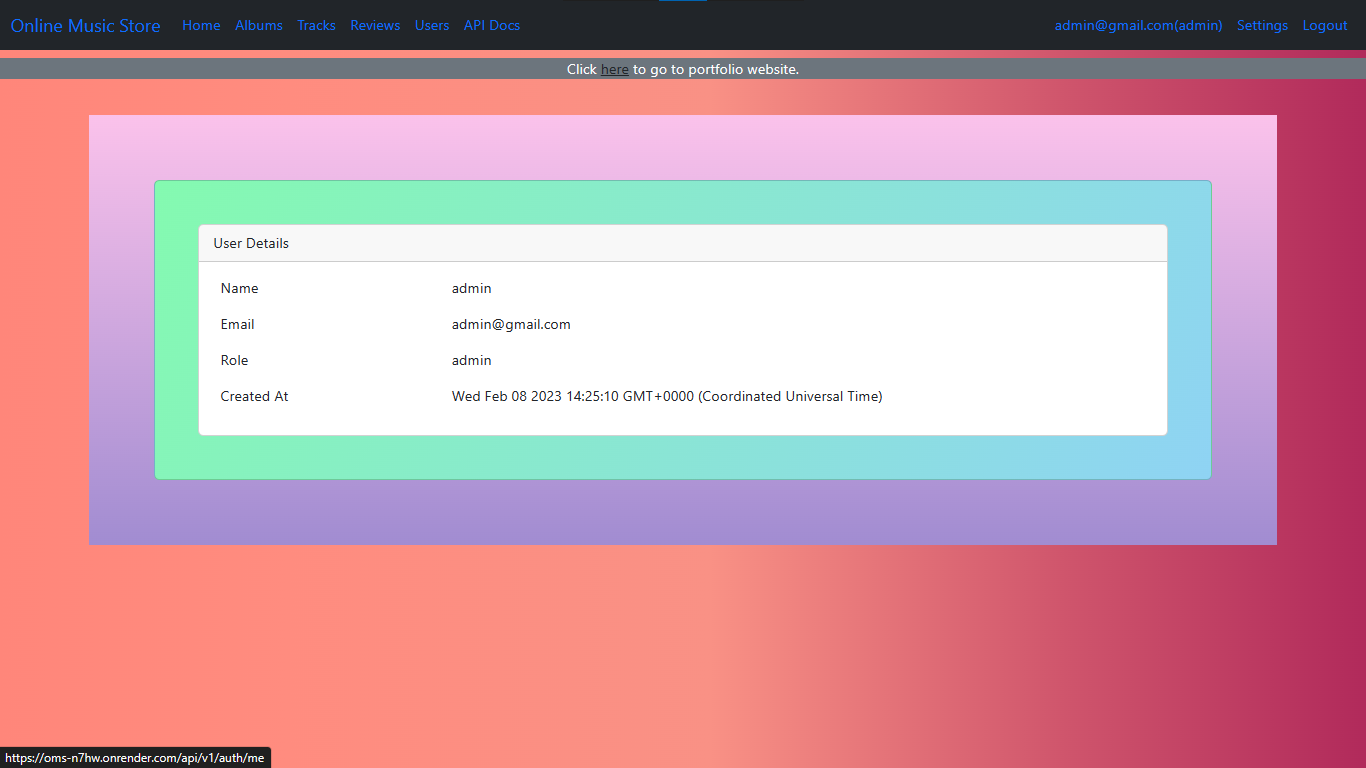 Online Music Store Home Albums Tracks Reviews Users API Docs admin@gmail.com(admin) Settings Logout
Click here to go to portfolio website.
User Details
Name admin
Email admin@gmail.com
Role admin
Created At Wed Feb 08 2023 14:25:10 GMT+0000 (Coordinated Universal Time)
https://oms-n7hw.onrender.com/api/v1/auth/me